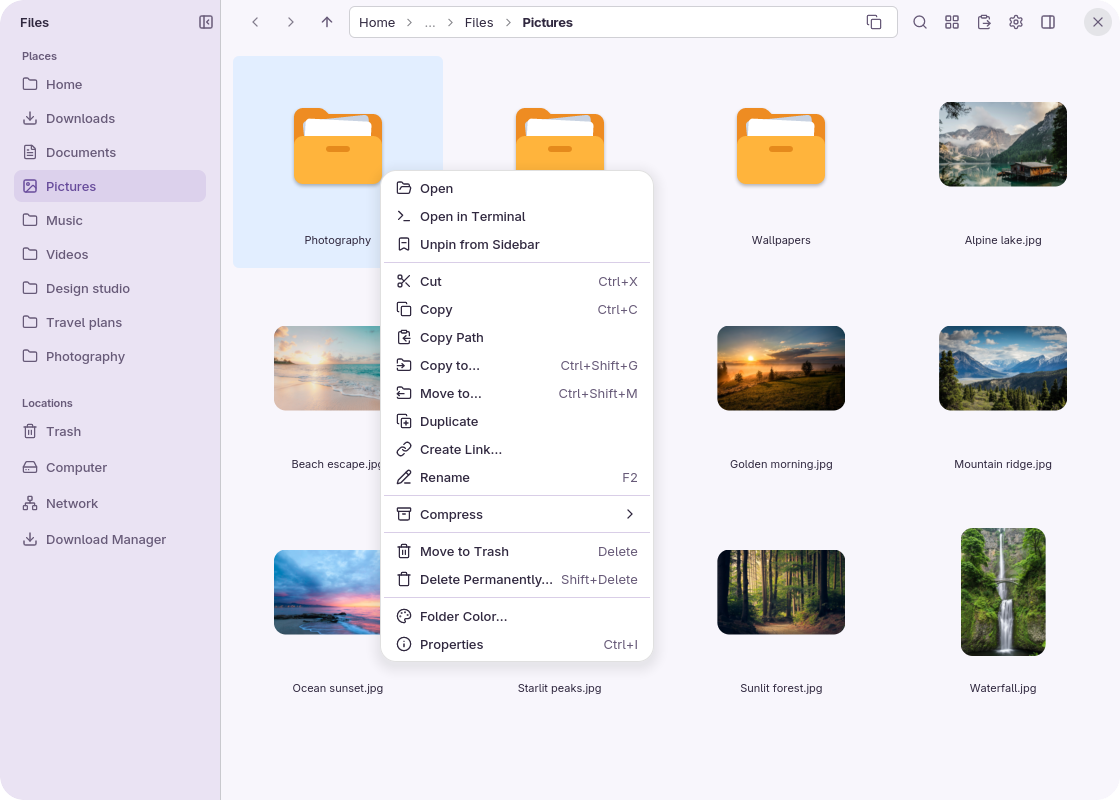 Files
Home
...
Files
Pictures
Places
Home
Downloads
Documents
Pictures
Music
Videos
Design studio
Travel plans
Photography
Locations
Trash
Computer
Network
Download Manager
Photography
Wallpapers
Alpine lake.jpg
Open
Open in Terminal
Unpin from Sidebar
Cut Ctrl+X
Copy Ctrl+C
Copy Path
Copy to... Ctrl+Shift+G
Move to... Ctrl+Shift+M
Duplicate
Create Link...
Rename F2
Compress
Move to Trash Delete
Delete Permanently... Shift+Delete
Folder Color...
Properties Ctrl+I
Beach escape.jpg
Golden morning.jpg
Mountain ridge.jpg
Ocean sunset.jpg
Starlit peaks.jpg
Sunlit forest.jpg
Waterfall.jpg